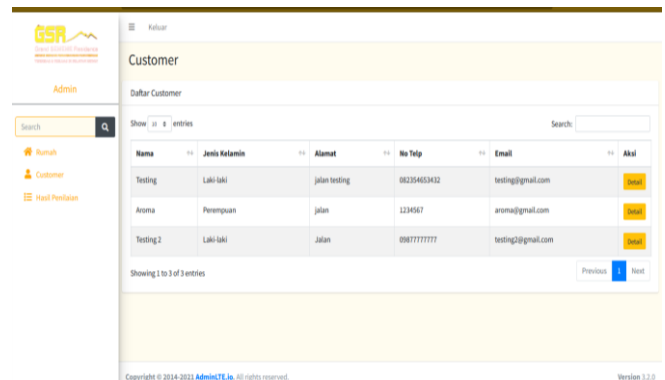 GSR
Keluar
Customer
Admin
Daftar Customer
Search
Show 10 entries
Search:
Rumah
Customer
Hasil Penilaian
Nama Jenis Kelamin Alamat No Telp Email Aksi
Testing Laki-laki jalan testing 082354653432 testing@gmail.com Detail
Aroma Perempuan jalan 1234567 aroma@gmail.com Detail
Testing 2 Laki-laki Jalan 09877777777 testing2@gmail.com Detail
Showing 1 to 3 of 3 entries
Previous 1 Next
Copyright © 2014-2021 AdminLTE.io. All rights reserved.
Version 3.2.0